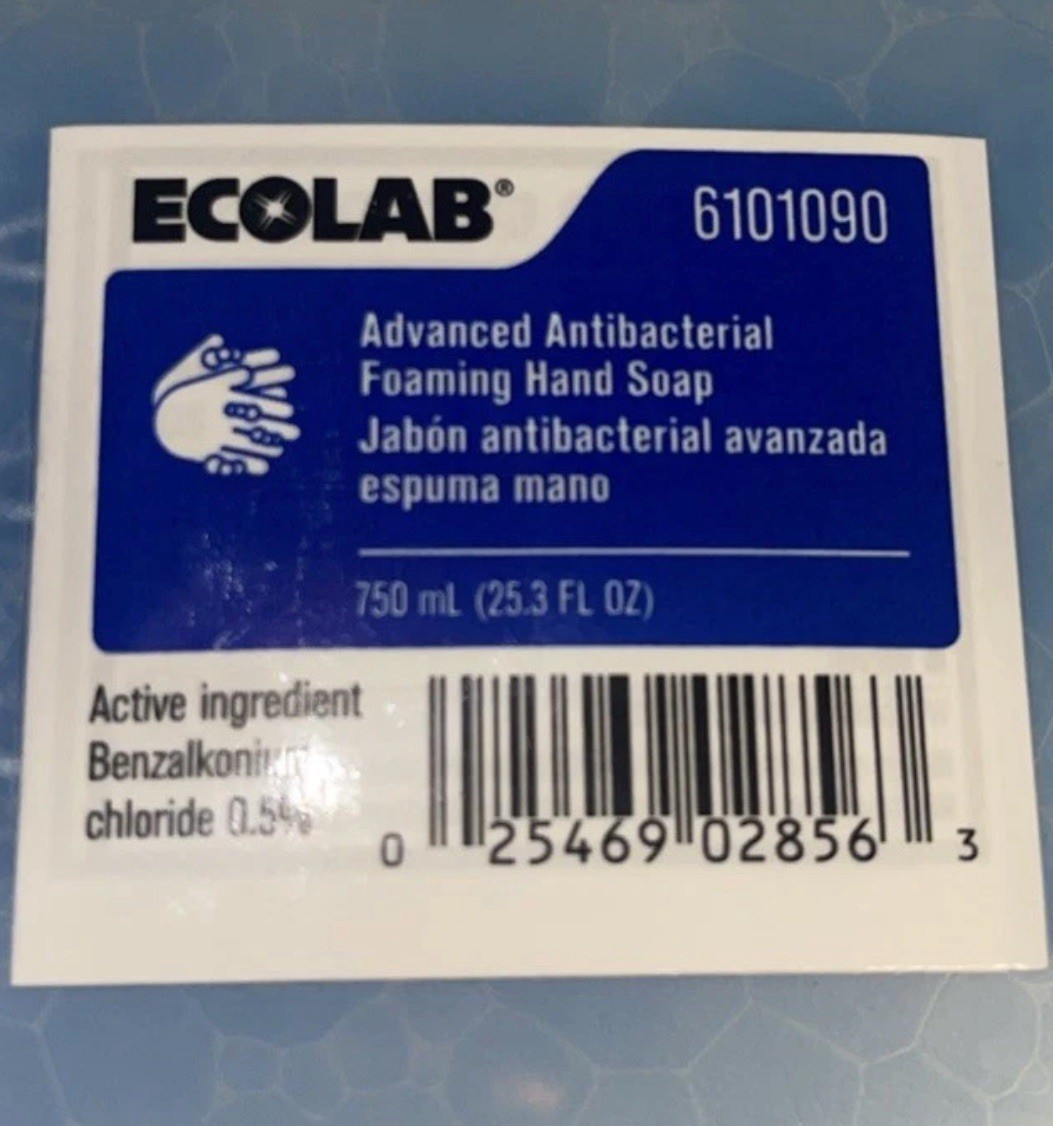 ECOLAB®
6101090
Advanced Antibacterial
Foaming Hand Soap
Jabón antibacterial avanzada
espuma mano
750 mL (25.3 FL OZ)
Active ingredient
Benzalkonium
chloride 0.5%
0 25469 02856 3